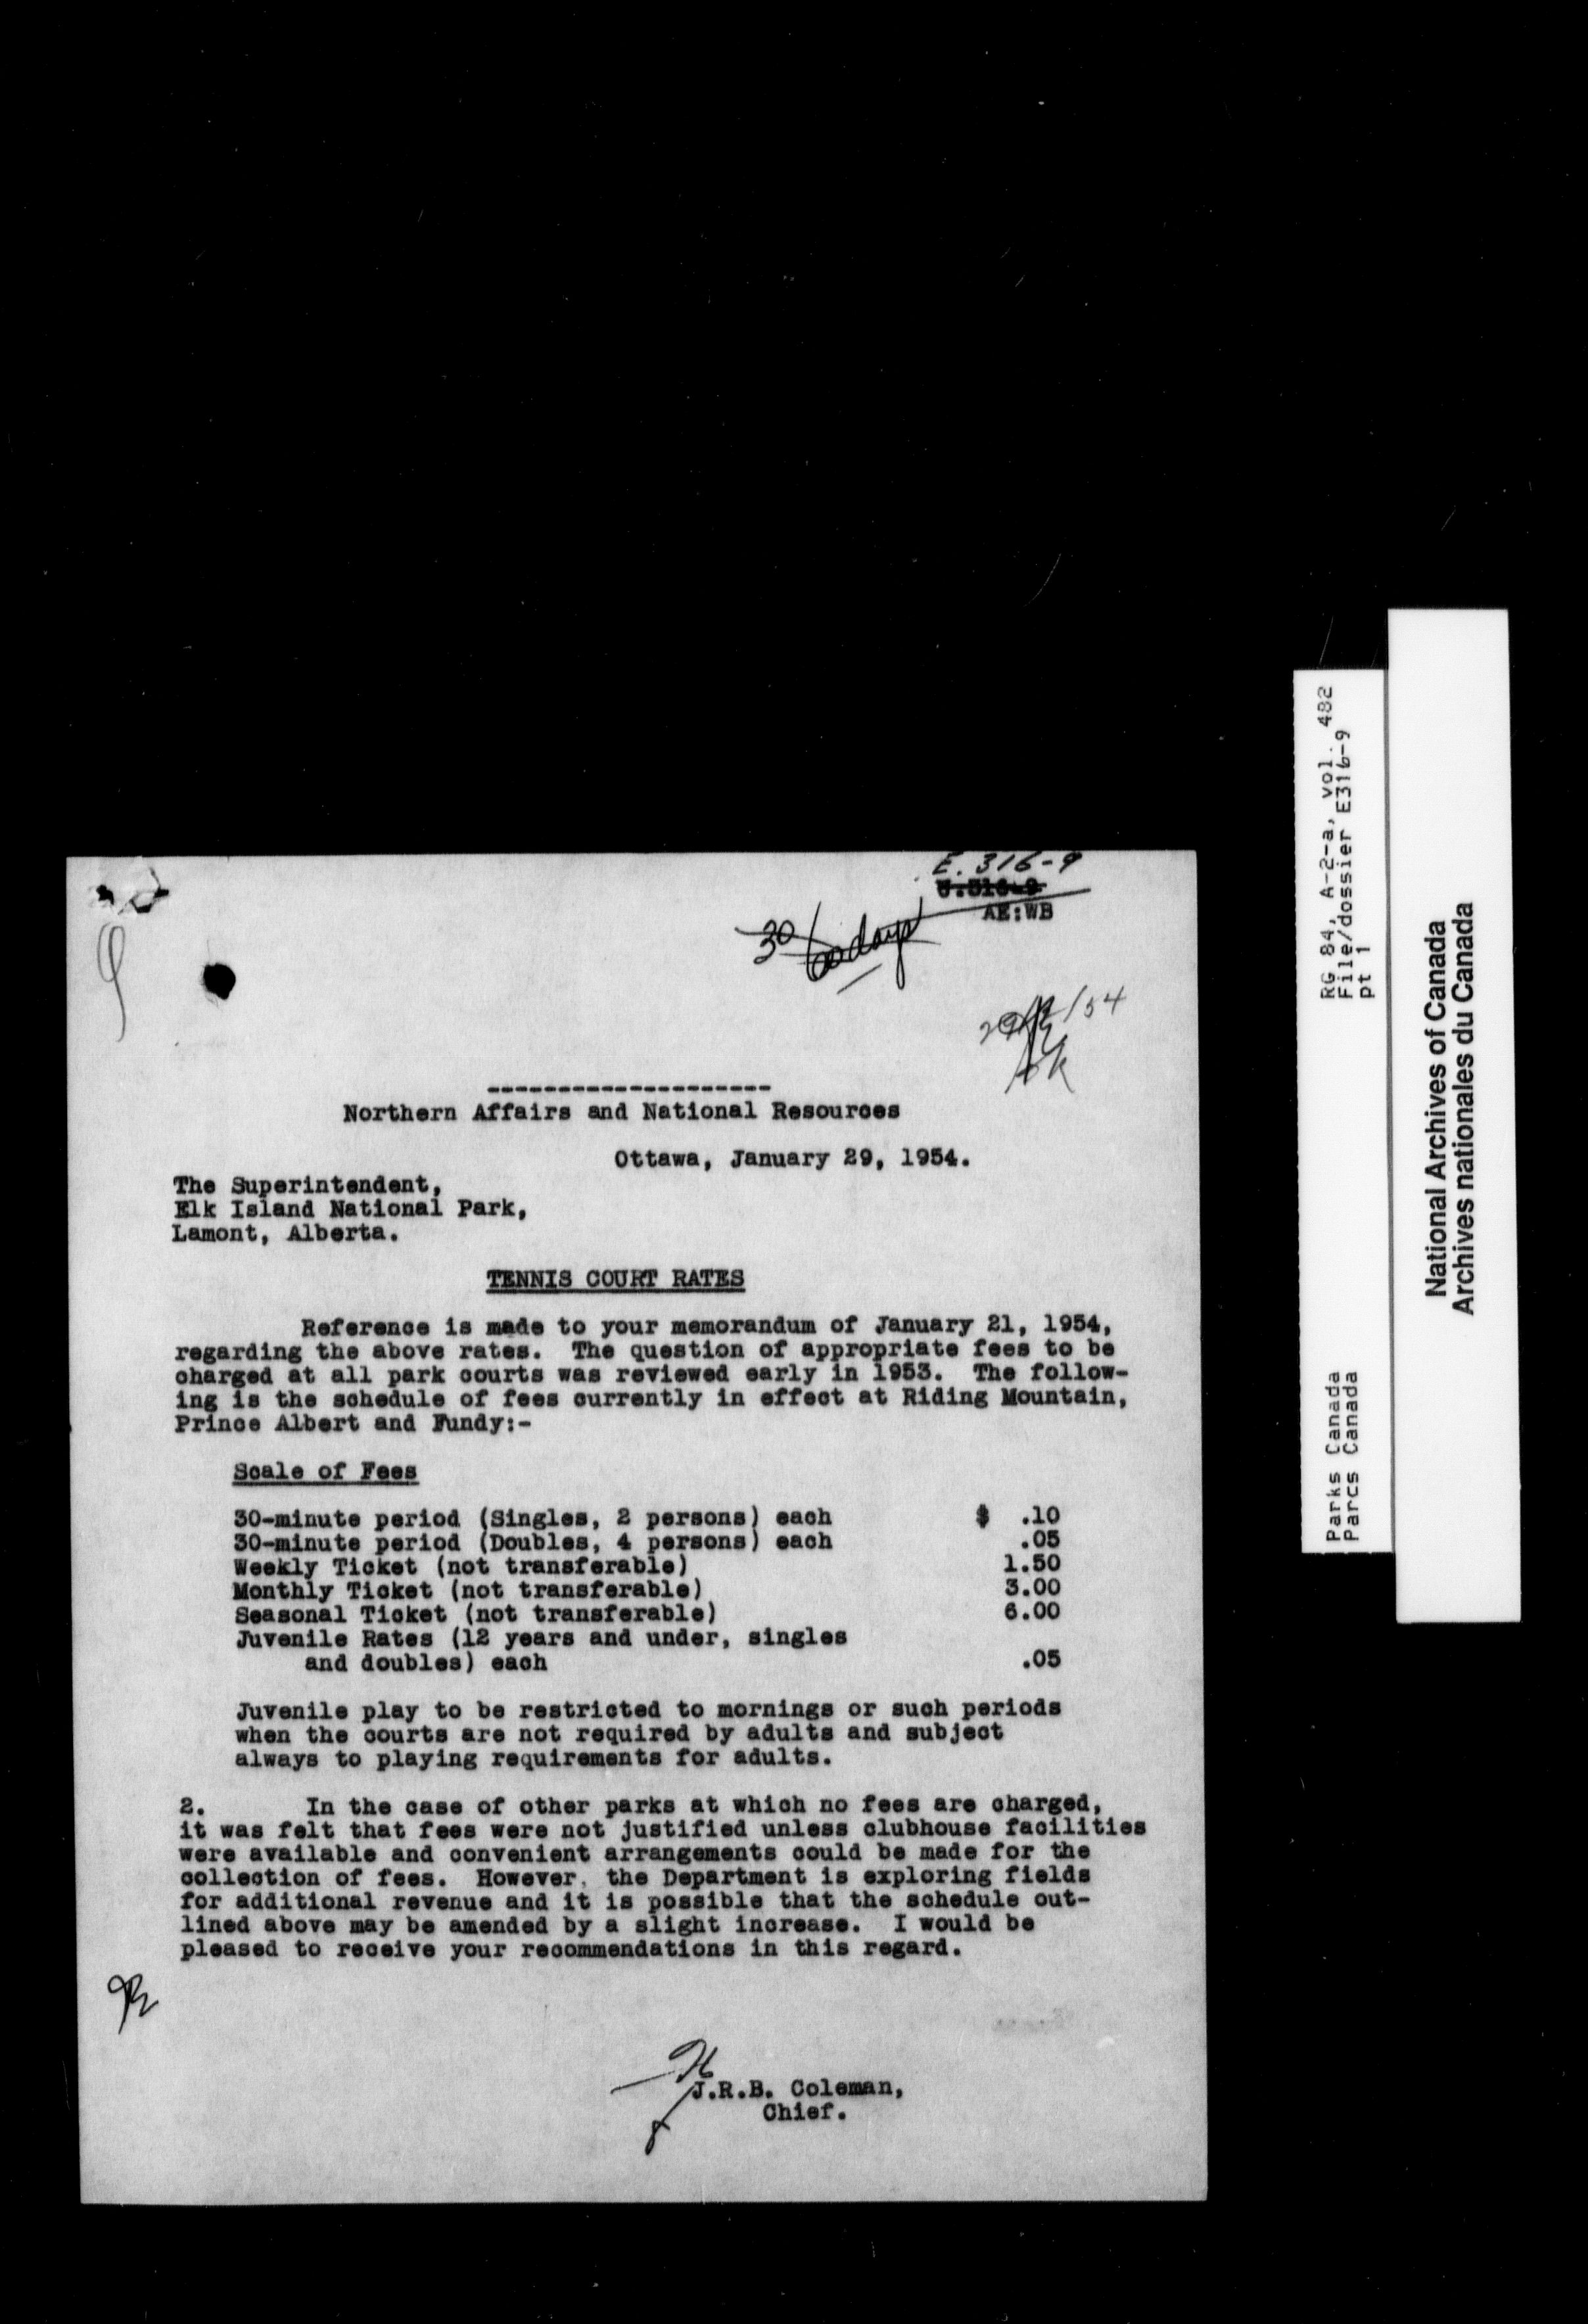 E. 316-9
U.316-9
AE:WB
30 60 days
Northern Affairs and National Resources
Ottawa, January 29, 1954.
The Superintendent,
Elk Island National Park,
Lamont, Alberta.
TENNIS COURT RATES
Reference is made to your memorandum of January 21, 1954,
regarding the above rates. The question of appropriate fees to be
charged at all park courts was reviewed early in 1953. The follow-
ing is the schedule of fees currently in effect at Riding Mountain,
Prince Albert and Fundy:-
Scale of Fees
30-minute period (Singles, 2 persons) each $ .10
30-minute period (Doubles, 4 persons) each .05
Weekly Ticket (not transferable) 1.50
Monthly Ticket (not transferable) 3.00
Seasonal Ticket (not transferable) 6.00
Juvenile Rates (12 years and under, singles
and doubles) each .05
Juvenile play to be restricted to mornings or such periods
when the courts are not required by adults and subject
always to playing requirements for adults.
2. In the case of other parks at which no fees are charged,
it was felt that fees were not justified unless clubhouse facilities
were available and convenient arrangements could be made for the
collection of fees. However, the Department is exploring fields
for additional revenue and it is possible that the schedule out-
lined above may be amended by a slight increase. I would be
pleased to receive your recommendations in this regard.
J.R.B. Coleman,
Chief.
RG 84, A-2-a, vol. 482
File/dossier E316-9
pt 1
Parks Canada
Parcs Canada
National Archives of Canada
Archives nationales du Canada